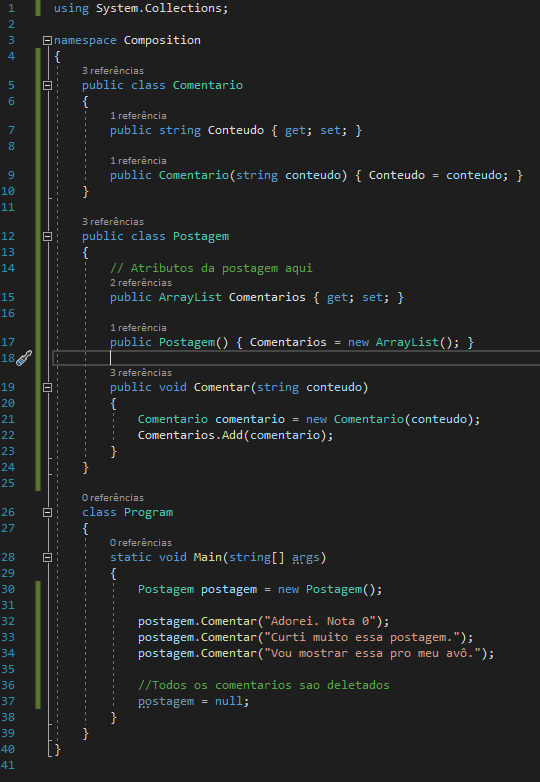 1 using System.Collections;
2
3 namespace Composition
4 {
3 referências
5 public class Comentario
6 {
1 referência
7 public string Conteudo { get; set; }
8
1 referência
9 public Comentario(string conteudo) { Conteudo = conteudo; }
10 }
11
3 referências
12 public class Postagem
13 {
14 // Atributos da postagem aqui
2 referências
15 public ArrayList Comentarios { get; set; }
16
1 referência
17 public Postagem() { Comentarios = new ArrayList(); }
18
3 referências
19 public void Comentar(string conteudo)
20 {
21 Comentario comentario = new Comentario(conteudo);
22 Comentarios.Add(comentario);
23 }
24 }
25
0 referências
26 class Program
27 {
0 referências
28 static void Main(string[] args)
29 {
30 Postagem postagem = new Postagem();
31
32 postagem.Comentar("Adorei. Nota 0");
33 postagem.Comentar("Curti muito essa postagem.");
34 postagem.Comentar("Vou mostrar essa pro meu avô.");
35
36 //Todos os comentarios sao deletados
37 postagem = null;
38 }
39 }
40 }
41